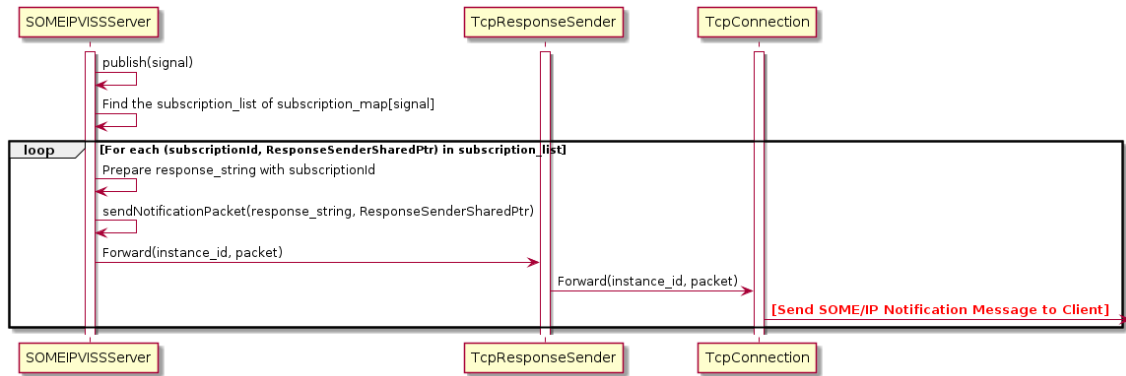 SOMEIPVISSServer
TcpResponseSender
TcpConnection
publish(signal)
Find the subscription_list of subscription_map[signal]
loop
[For each (subscriptionId, ResponseSenderSharedPtr) in subscription_list]
Prepare response_string with subscriptionId
sendNotificationPacket(response_string, ResponseSenderSharedPtr)
Forward(instance_id, packet)
Forward(instance_id, packet)
[Send SOME/IP Notification Message to Client]
SOMEIPVISSServer
TcpResponseSender
TcpConnection